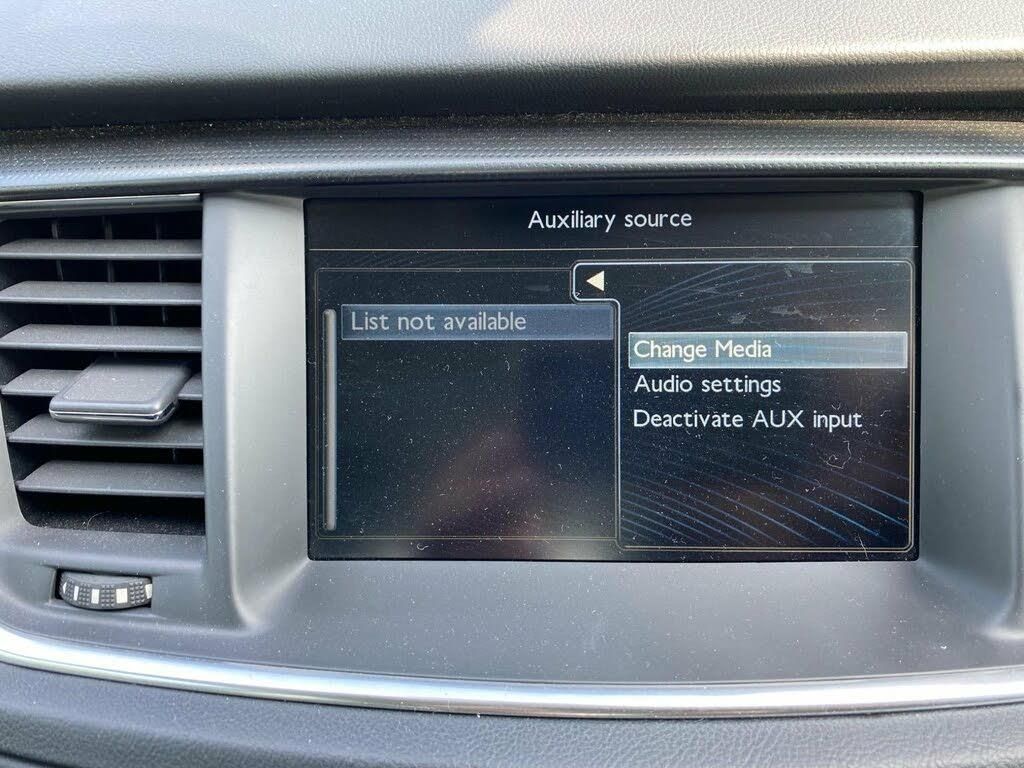 Auxiliary source
List not available
Change Media
Audio settings
Deactivate AUX input